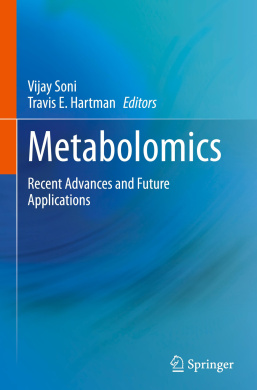 Vijay Soni
Travis E. Hartman Editors
Metabolomics
Recent Advances and Future
Applications
Springer